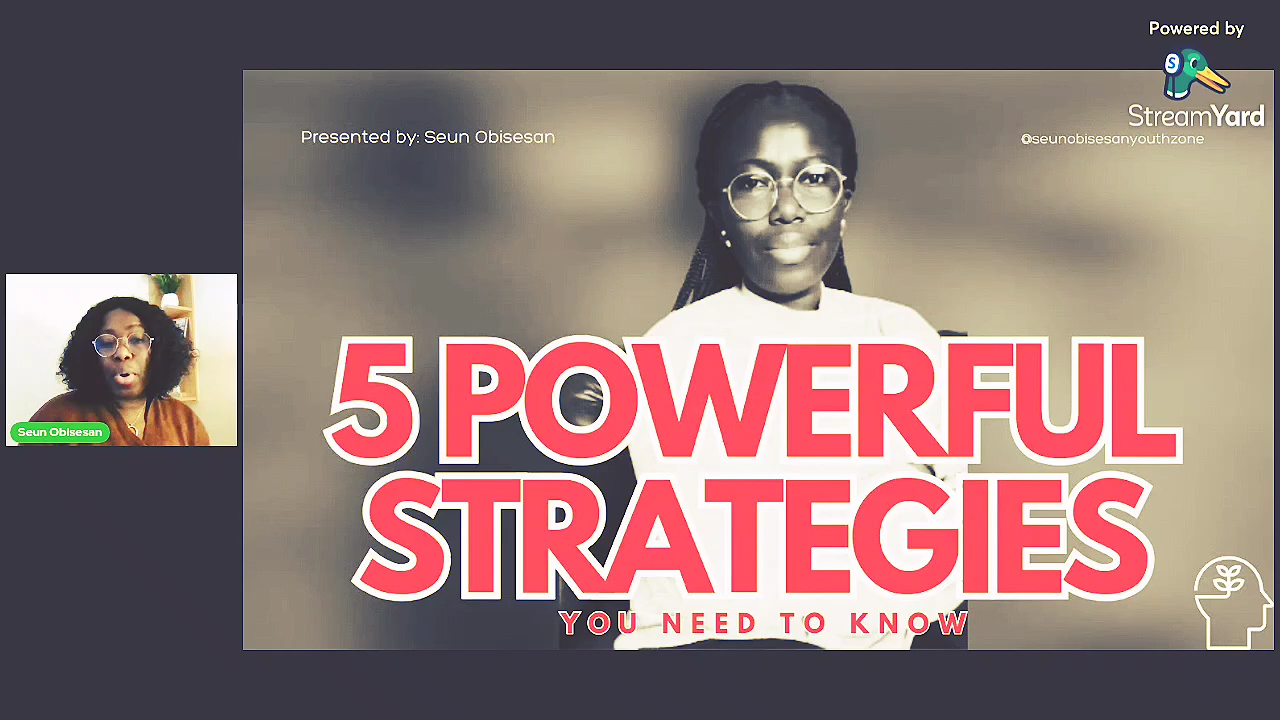 Powered by
S
StreamYard
Presented by: Seun Obisesan
@seunobisesanyouthzone
5 POWERFUL
STRATEGIES
YOU NEED TO KNOW
Seun Obisesan